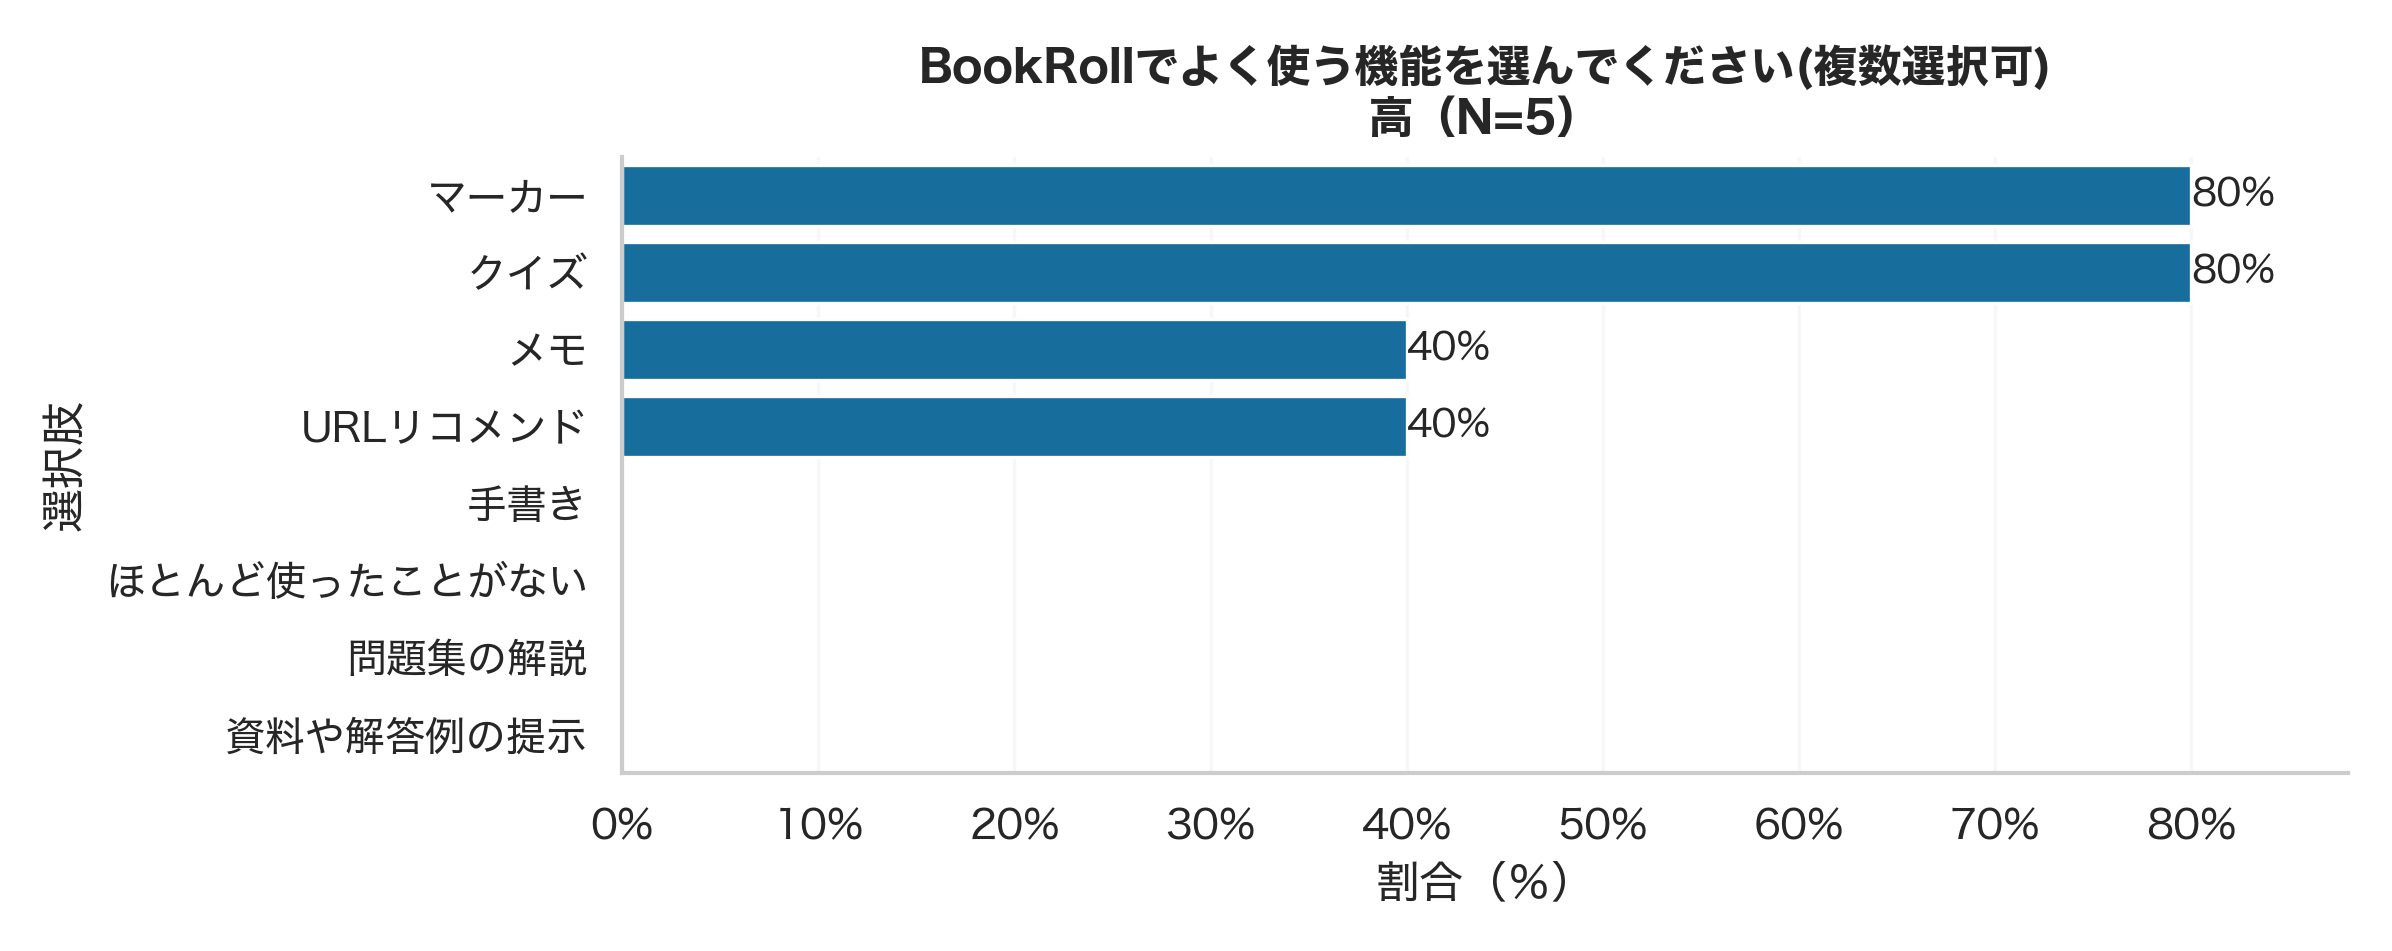 BookRollでよく使う機能を選んでください(複数選択可)
高（N=5）
選択肢
マーカー
80%
クイズ
80%
メモ
40%
URLリコメンド
40%
手書き
ほとんど使ったことがない
問題集の解説
資料や解答例の提示
0% 10% 20% 30% 40% 50% 60% 70% 80%
割合（%）